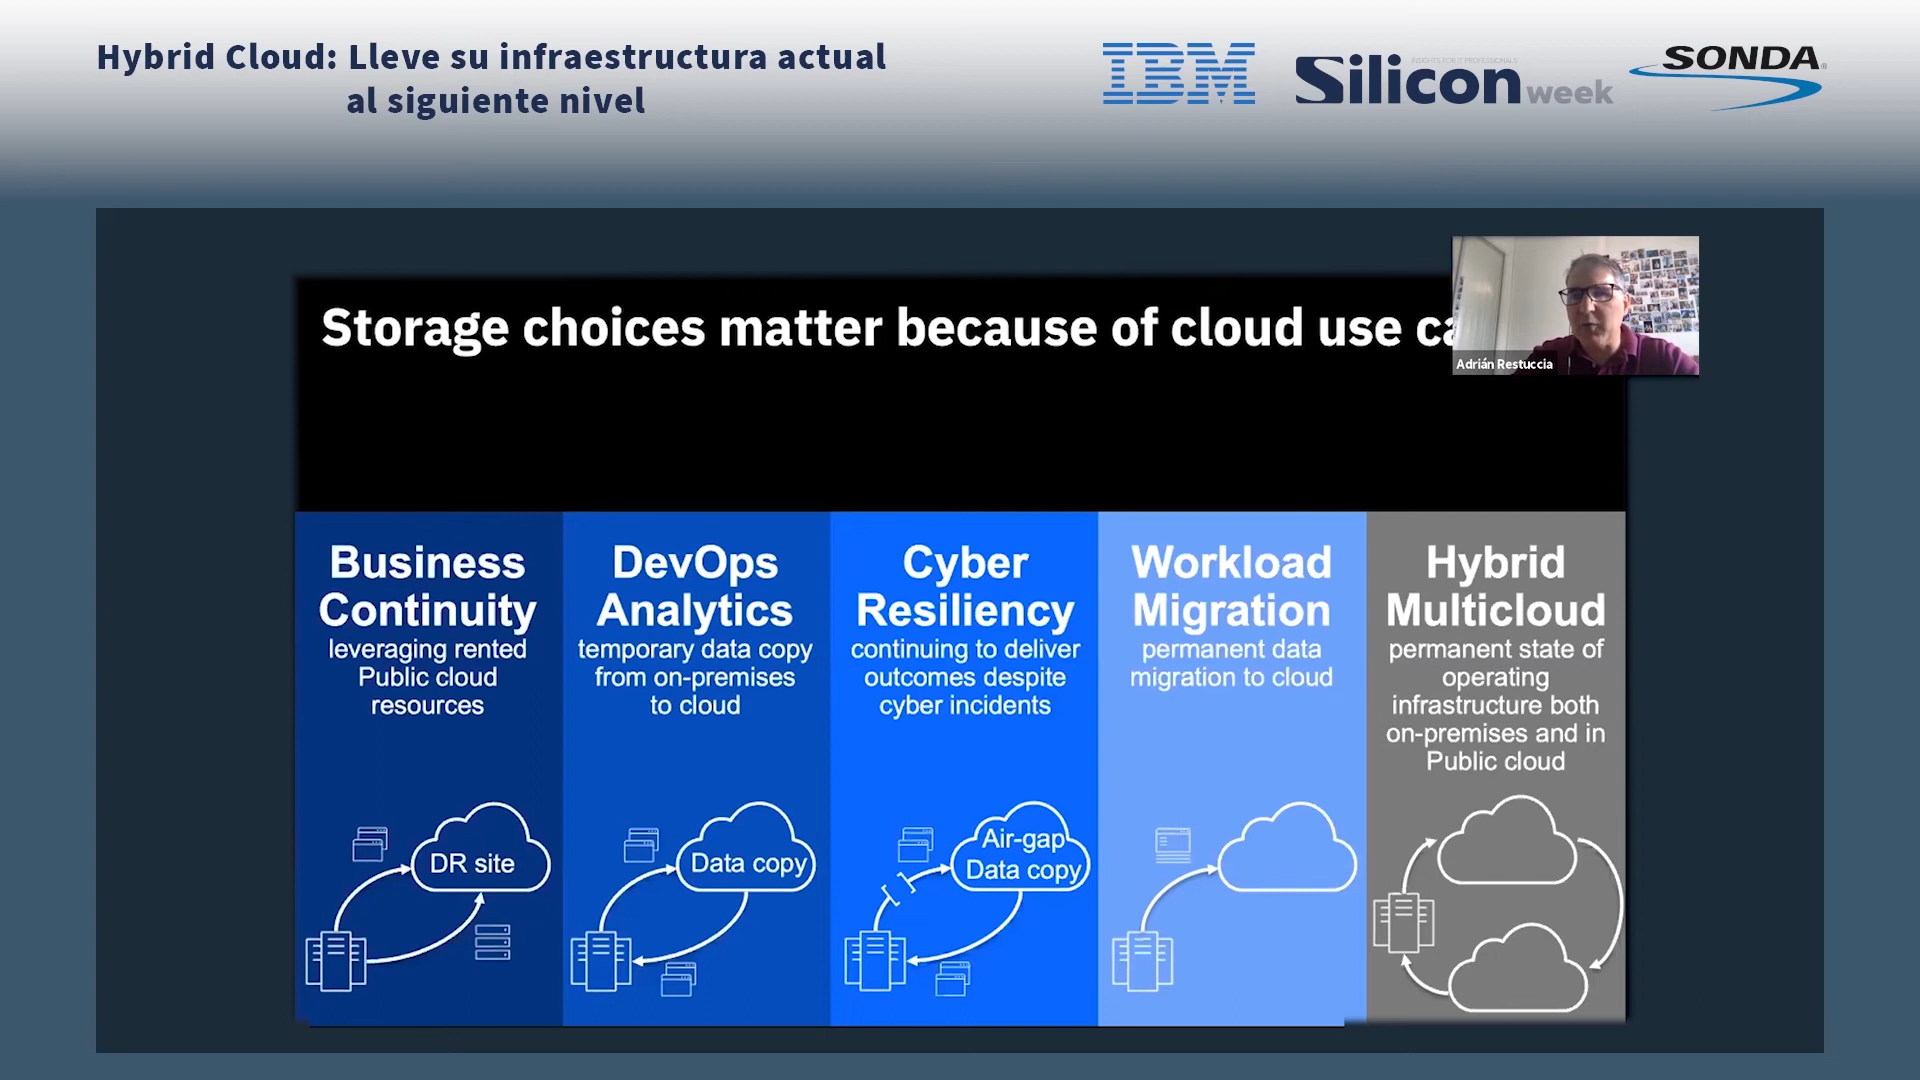 Hybrid Cloud: Lleve su infraestructura actual
al siguiente nivel
IBM
INSIGHTS FOR IT PROFESSIONALS
Silicon week
SONDA
Storage choices matter because of cloud use
Adrián Restuccia
Business
Continuity
leveraging rented
Public cloud
resources
DR site
DevOps
Analytics
temporary data copy
from on-premises
to cloud
Data copy
Cyber
Resiliency
continuing to deliver
outcomes despite
cyber incidents
Air-gap
Data copy
Workload
Migration
permanent data
migration to cloud
Hybrid
Multicloud
permanent state of
operating
infrastructure both
on-premises and in
Public cloud